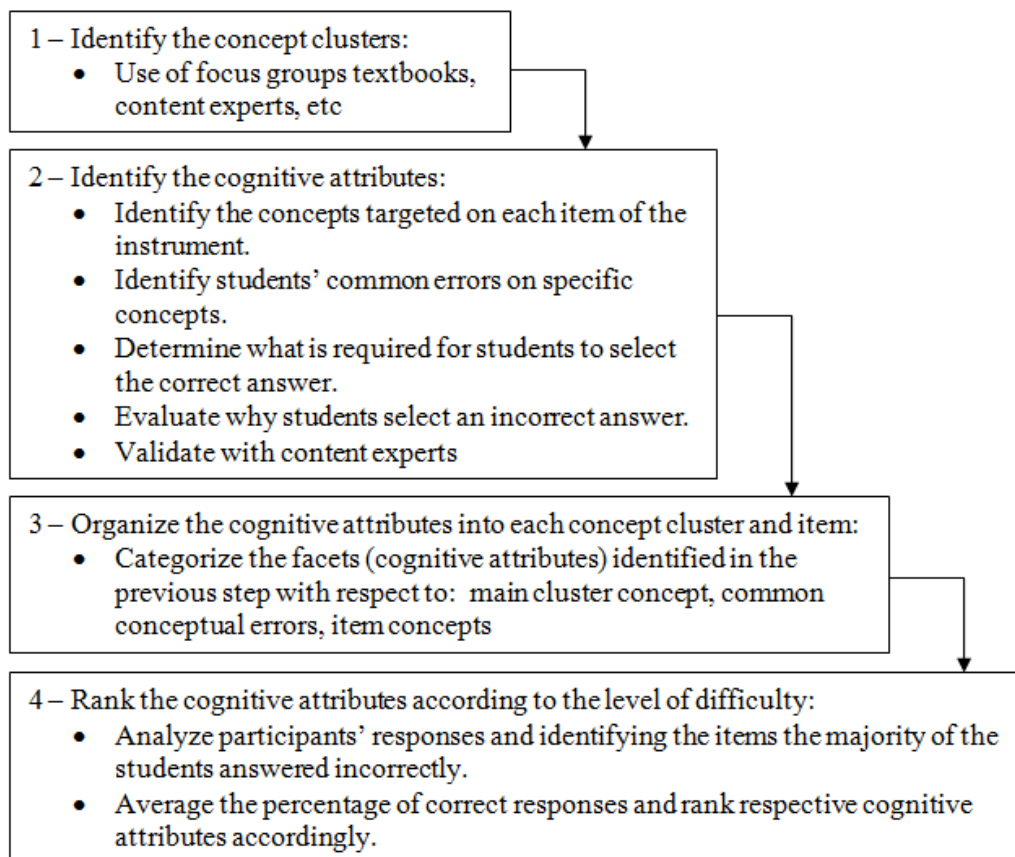 1 – Identify the concept clusters:
• Use of focus groups textbooks,
content experts, etc
2 – Identify the cognitive attributes:
• Identify the concepts targeted on each item of the
instrument.
• Identify students’ common errors on specific
concepts.
• Determine what is required for students to select
the correct answer.
• Evaluate why students select an incorrect answer.
• Validate with content experts
3 – Organize the cognitive attributes into each concept cluster and item:
• Categorize the facets (cognitive attributes) identified in the
previous step with respect to: main cluster concept, common
conceptual errors, item concepts
4 – Rank the cognitive attributes according to the level of difficulty:
• Analyze participants’ responses and identifying the items the majority of the
students answered incorrectly.
• Average the percentage of correct responses and rank respective cognitive
attributes accordingly.